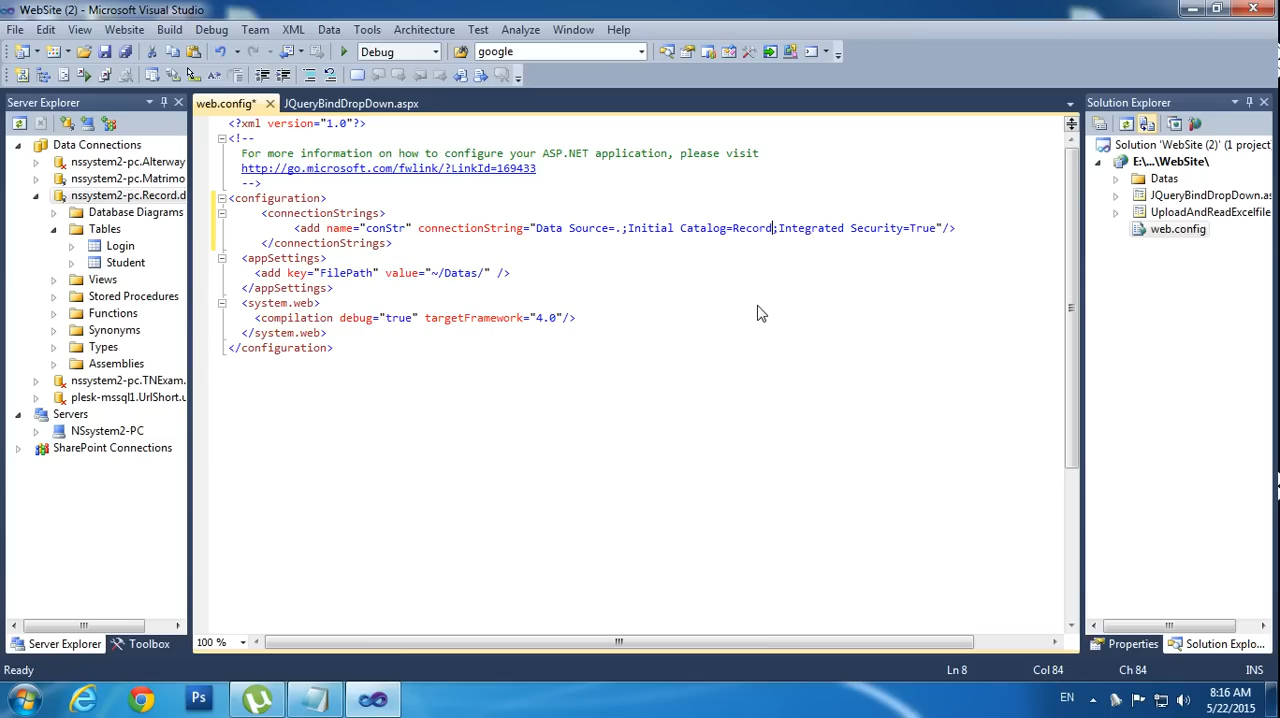 WebSite (2) - Microsoft Visual Studio
File Edit View Website Build Debug Team XML Data Tools Architecture Test Analyze Window Help
Debug google
Server Explorer
web.config* JQueryBindDropDown.aspx
Solution Explorer
Data Connections
nssystem2-pc.Alterway
nssystem2-pc.Matrimo
nssystem2-pc.Record.d
Database Diagrams
Tables
Login
Student
Views
Stored Procedures
Functions
Synonyms
Types
Assemblies
nssystem2-pc.TNExam.
plesk-mssql1.UrlShort.u
Servers
NSsystem2-PC
SharePoint Connections
<?xml version="1.0"?>
<!--
For more information on how to configure your ASP.NET application, please visit
http://go.microsoft.com/fwlink/?LinkId=169433
-->
<configuration>
<connectionStrings>
<add name="conStr" connectionString="Data Source=.;Initial Catalog=Record;Integrated Security=True"/>
</connectionStrings>
<appSettings>
<add key="FilePath" value="~/Datas/" />
</appSettings>
<system.web>
<compilation debug="true" targetFramework="4.0"/>
</system.web>
</configuration>
Solution 'WebSite (2)' (1 project)
E:\...\WebSite\
Datas
JQueryBindDropDown.as
UploadAndReadExcelfile
web.config
100 %
Server Explorer Toolbox
Properties Solution Explo...
Ready Ln 8 Col 84 Ch 84 INS
Ps EN 8:16 AM
5/22/2015